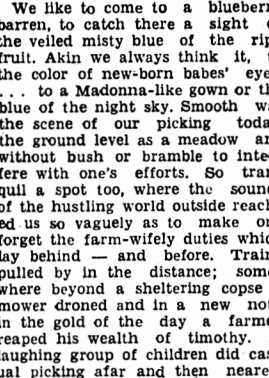 We like to come to a blueberr
barren, to catch there a sight o
the veiled misty blue of the rip
fruit. Akin we always think it, t
the color of new-born babes' eye
. . . to a Madonna-like gown or th
blue of the night sky. Smooth wa
the scene of our picking toda
the ground level as a meadow an
without bush or bramble to inte
fere with one's efforts. So tran
quil a spot too, where the soun
of the hustling world outside reach
ed us so vaguely as to make on
forget the farm-wifely duties whic
lay behind — and before. Train
pulled by in the distance; som
where beyond a sheltering copse
mower droned and in a new no
in the gold of the day a farme
reaped his wealth of timothy.
laughing group of children did cas
ual picking afar and then neare